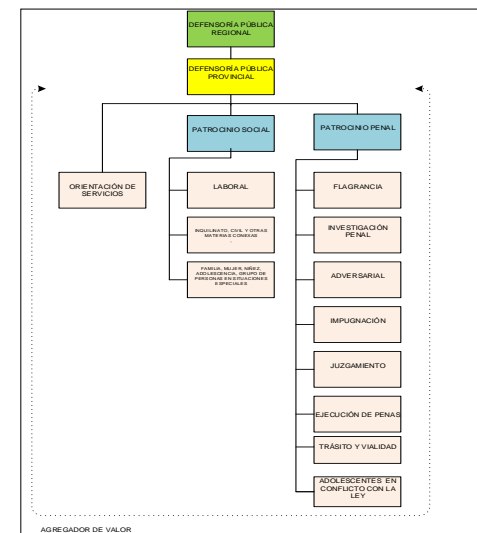 DEFENSORÍA PÚBLICA
REGIONAL
DEFENSORÍA PÚBLICA
PROVINCIAL
PATROCINIO SOCIAL
PATROCINIO PENAL
ORIENTACIÓN DE
SERVICIOS
LABORAL
INQUILINATO, CIVIL Y OTRAS
MATERIAS CONEXAS
FAMILIA, MUJER, NIÑEZ,
ADOLESCENCIA, GRUPO DE
PERSONAS EN SITUACIONES
ESPECIALES
FLAGRANCIA
INVESTIGACIÓN
PENAL
ADVERSARIAL
IMPUGNACIÓN
JUZGAMIENTO
EJECUCIÓN DE PENAS
TRÁSITO Y VIALIDAD
ADOLESCENTES EN
CONFLICTO CON LA
LEY
AGREGADOR DE VALOR